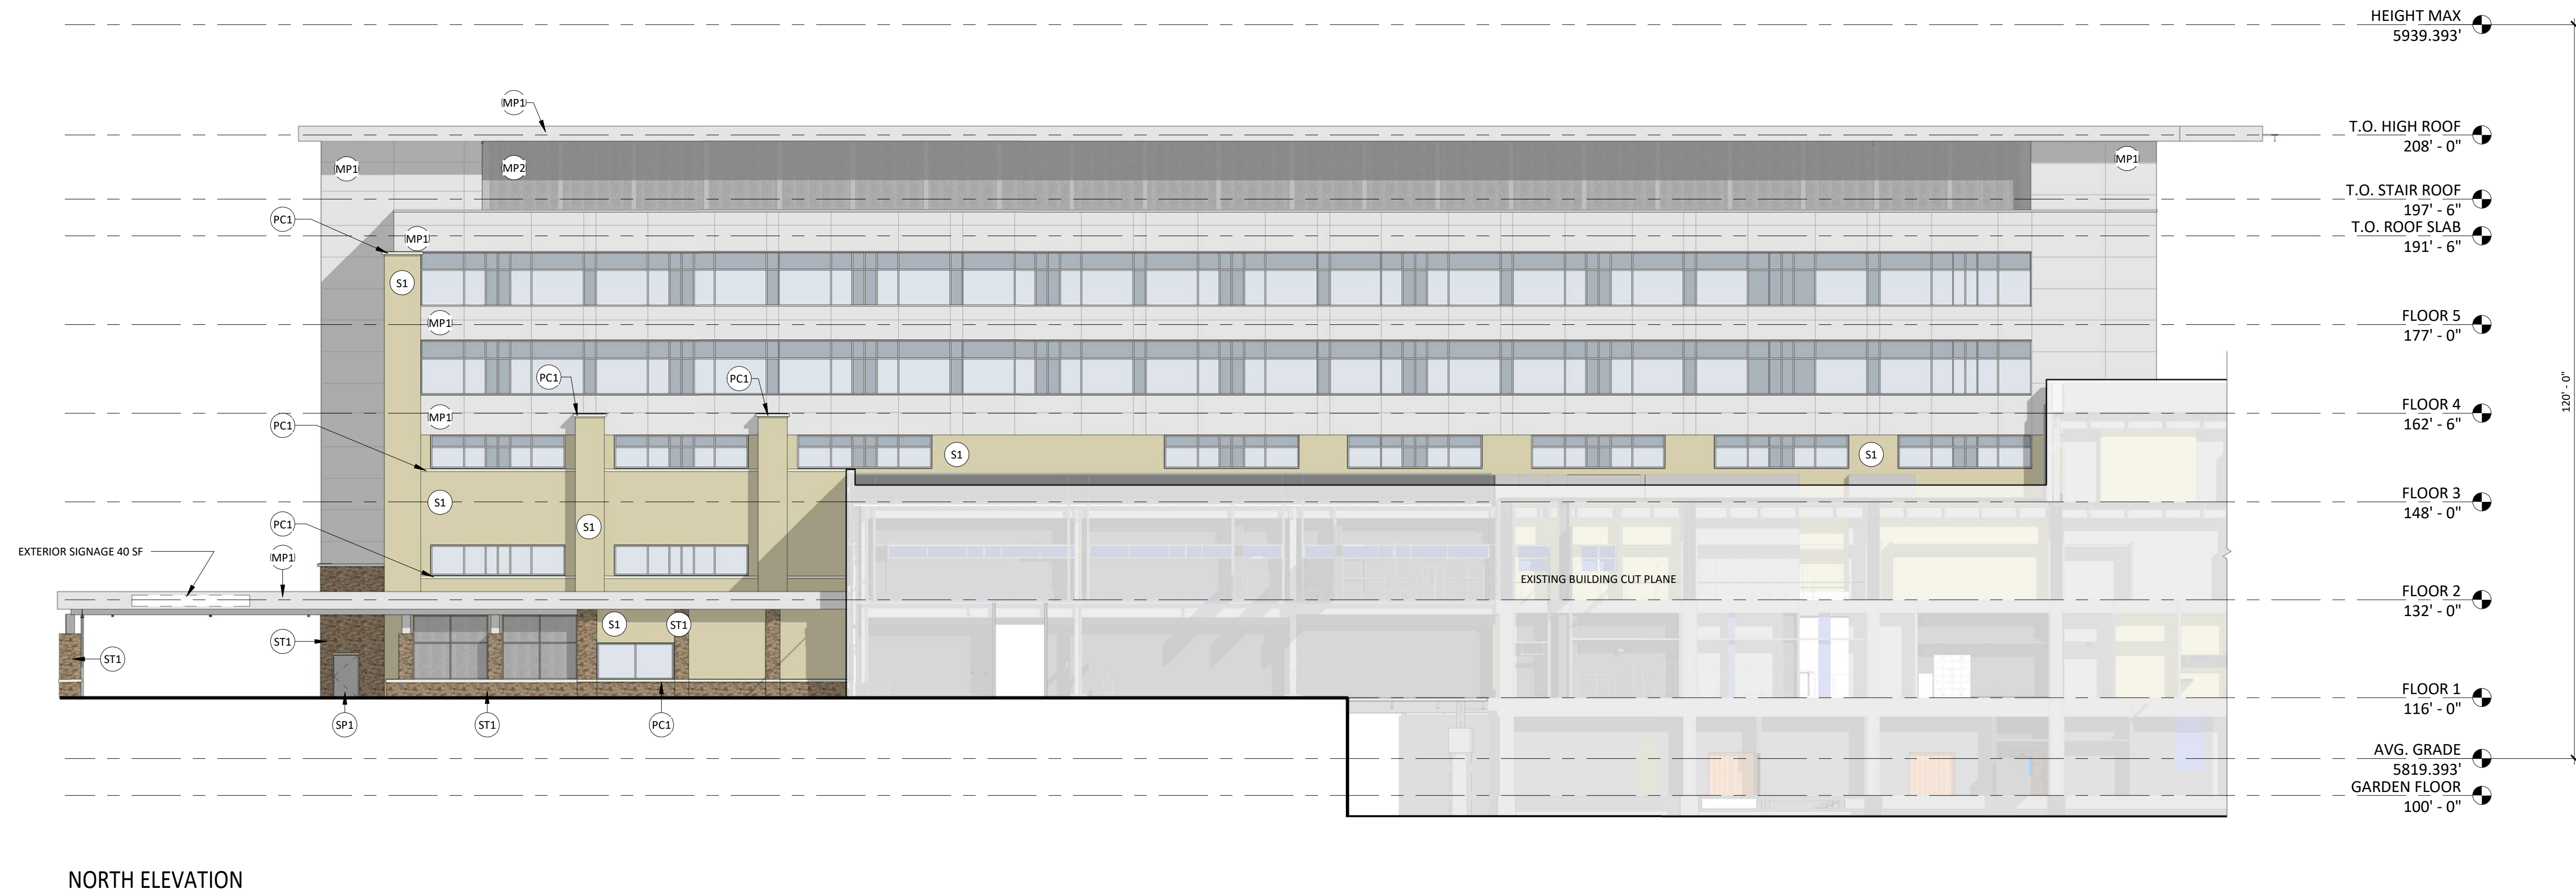 HEIGHT MAX
5939.393'
MP1
T.O. HIGH ROOF
208' - 0"
MP1
MP2
MP1
T.O. STAIR ROOF
197' - 6"
PC1
MP1
T.O. ROOF SLAB
191' - 6"
S1
MP1
FLOOR 5
177' - 0"
PC1
PC1
120' - 0"
MP1
FLOOR 4
162' - 6"
PC1
S1
S1
S1
FLOOR 3
148' - 0"
PC1
S1
EXTERIOR SIGNAGE 40 SF
MP1
EXISTING BUILDING CUT PLANE
FLOOR 2
132' - 0"
S1
ST1
ST1
ST1
FLOOR 1
116' - 0"
SP1
ST1
PC1
AVG. GRADE
5819.393'
GARDEN FLOOR
100' - 0"
NORTH ELEVATION